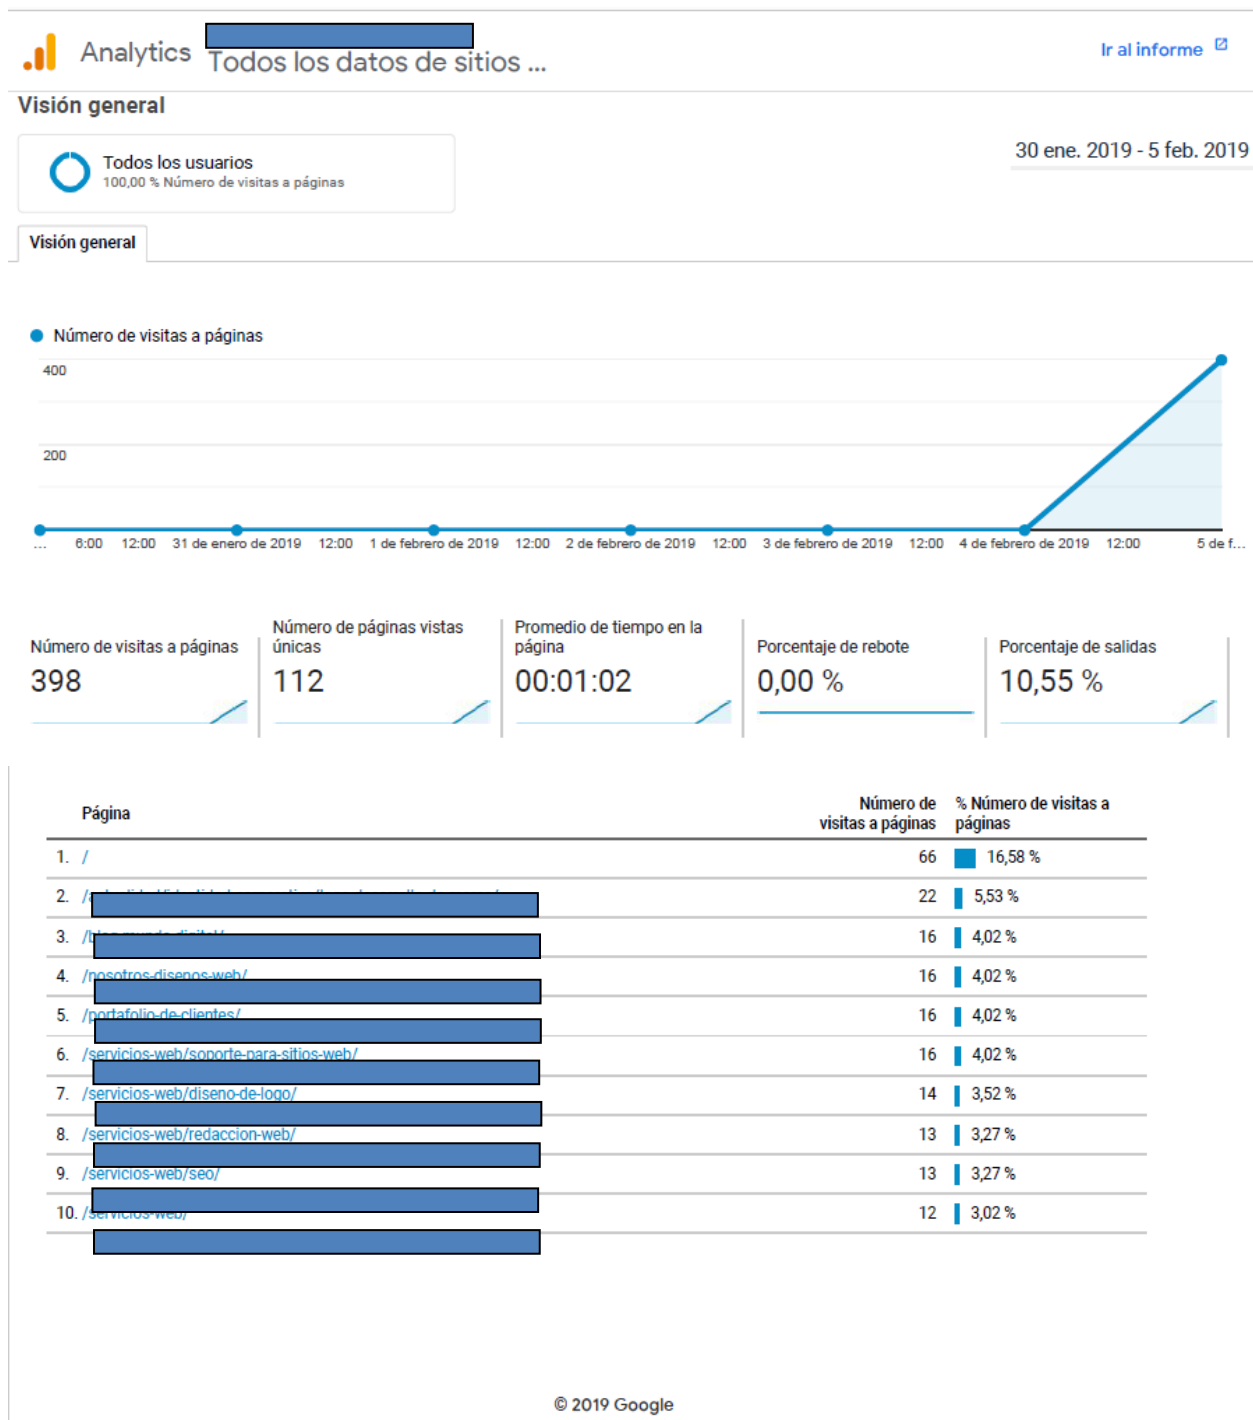 Analytics
Todos los datos de sitios ...
Ir al informe
Visión general
Todos los usuarios
100,00 % Número de visitas a páginas
30 ene. 2019 - 5 feb. 2019
Visión general
Número de visitas a páginas
400
200
... 6:00 12:00 31 de enero de 2019 12:00 1 de febrero de 2019 12:00 2 de febrero de 2019 12:00 3 de febrero de 2019 12:00 4 de febrero de 2019 12:00 5 de f...
Número de visitas a páginas
398
Número de páginas vistas
únicas
112
Promedio de tiempo en la
página
00:01:02
Porcentaje de rebote
0,00 %
Porcentaje de salidas
10,55 %
Página
Número de
visitas a páginas
% Número de visitas a
páginas
1. / 66 16,58 %
2. 22 5,53 %
3. 16 4,02 %
4. /nosotros-disenos-web/ 16 4,02 %
5. /portafolio-de-clientes/ 16 4,02 %
6. /servicios-web/soporte-para-sitios-web/ 16 4,02 %
7. /servicios-web/diseno-de-logo/ 14 3,52 %
8. /servicios-web/redaccion-web/ 13 3,27 %
9. /servicios-web/seo/ 13 3,27 %
10. /servicios-web/ 12 3,02 %
© 2019 Google